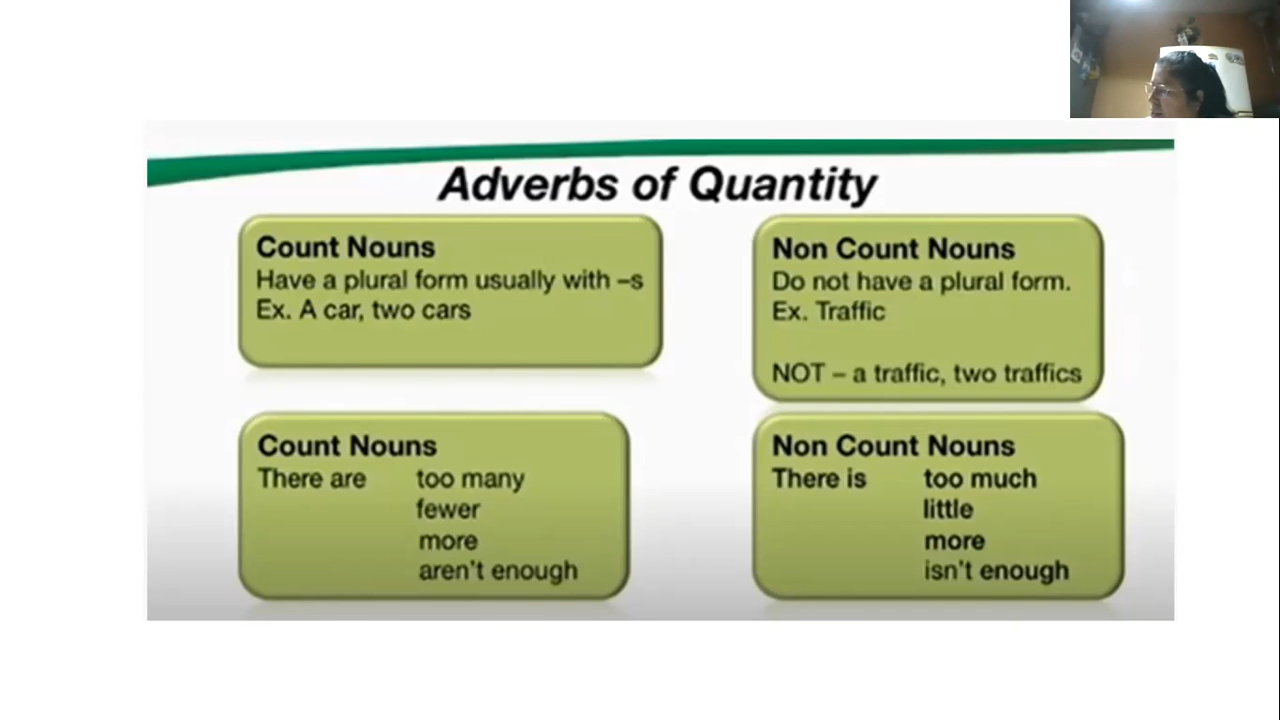 Adverbs of Quantity
Count Nouns
Have a plural form usually with –s
Ex. A car, two cars
Non Count Nouns
Do not have a plural form.
Ex. Traffic
NOT – a traffic, two traffics
Count Nouns
There are too many
fewer
more
aren't enough
Non Count Nouns
There is too much
little
more
isn't enough